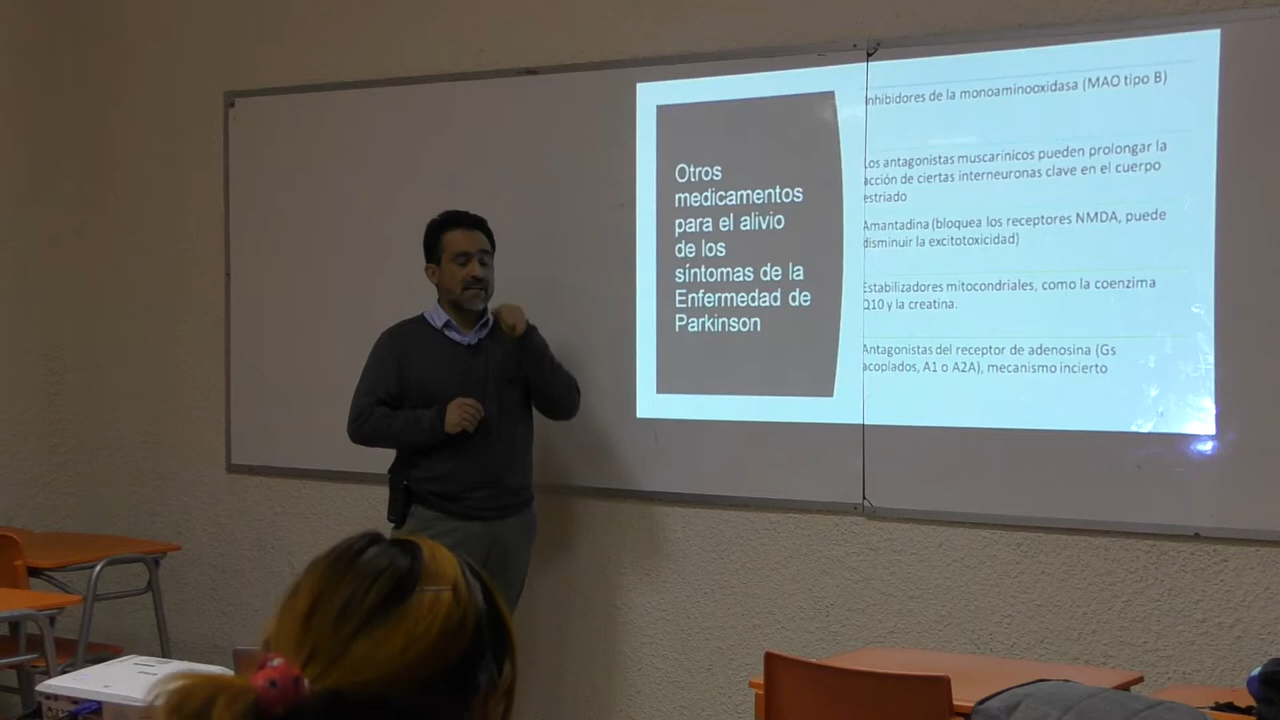 Otros
medicamentos
para el alivio
de los
síntomas de la
Enfermedad de
Parkinson
Inhibidores de la monoaminooxidasa (MAO tipo B)
Los antagonistas muscarínicos pueden prolongar la
acción de ciertas interneuronas clave en el cuerpo
estriado
Amantadina (bloquea los receptores NMDA, puede
disminuir la excitotoxicidad)
Estabilizadores mitocondriales, como la coenzima
Q10 y la creatina.
Antagonistas del receptor de adenosina (Gs
acoplados, A1 o A2A), mecanismo incierto